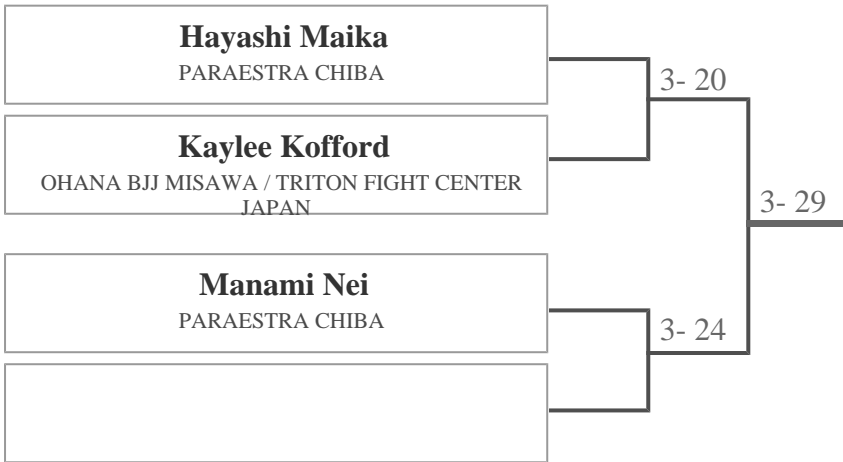 Hayashi Maika
PARAESTRA CHIBA
3- 20
Kaylee Kofford
OHANA BJJ MISAWA / TRITON FIGHT CENTER
JAPAN
3- 29
Manami Nei
PARAESTRA CHIBA
3- 24